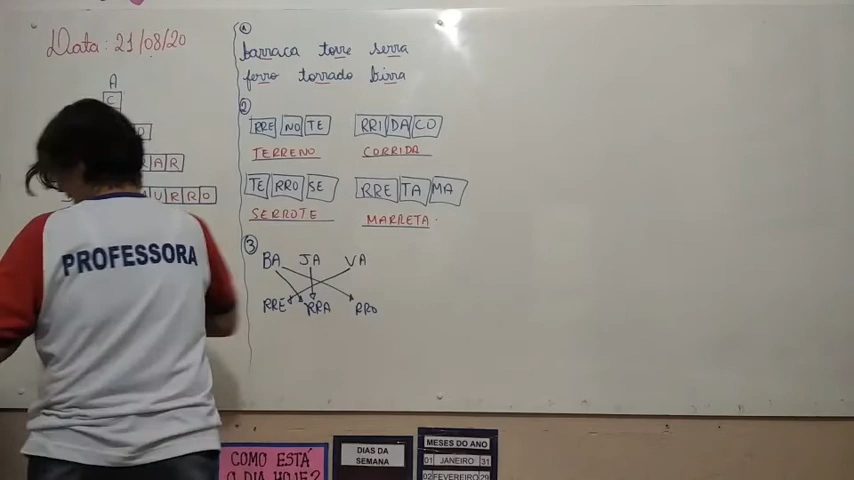 Data: 21/08/20
A
C
O
RAR
URRO
PROFESSORA
1
barraca torre serra
ferro torrado birra
2
RRE NO TE RRI DA CO
TERRENO CORRIDA
TE RRO SE RRE TA MA
SERROTE MARRETA
3
BA JA VA
RRE RRA RRO
COMO ESTÁ
O DIA HOJE?
DIAS DA
SEMANA
MESES DO ANO
01 JANEIRO 31
02 FEVEREIRO 29